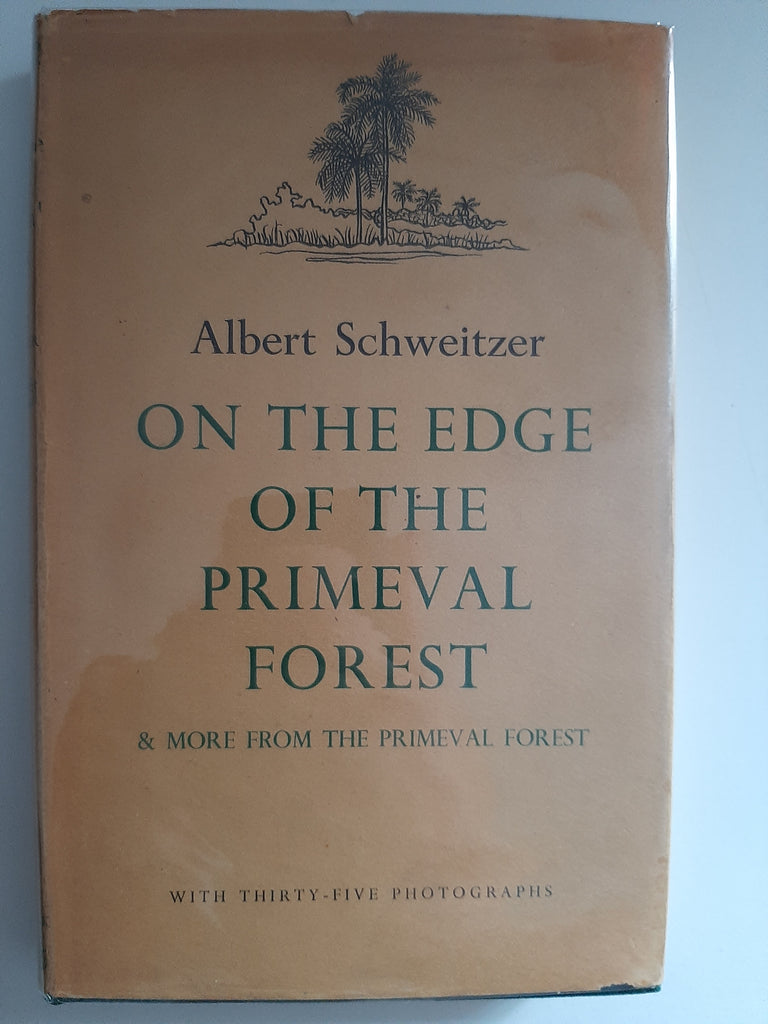 Albert Schweitzer
ON THE EDGE
OF THE
PRIMEVAL
FOREST
& MORE FROM THE PRIMEVAL FOREST
WITH THIRTY-FIVE PHOTOGRAPHS